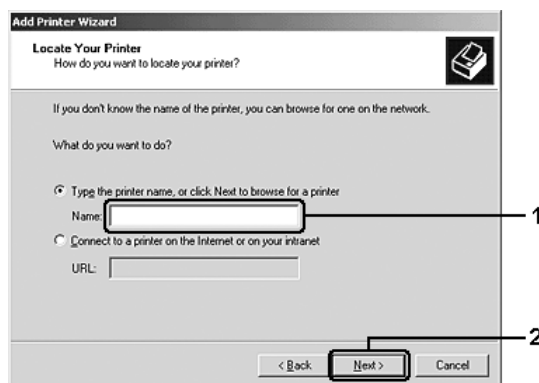 Add Printer Wizard
Locate Your Printer
How do you want to locate your printer?
If you don't know the name of the printer, you can browse for one on the network.
What do you want to do?
Type the printer name, or click Next to browse for a printer
Name: 1
Connect to a printer on the Internet or on your intranet
URL:
2
< Back Next > Cancel